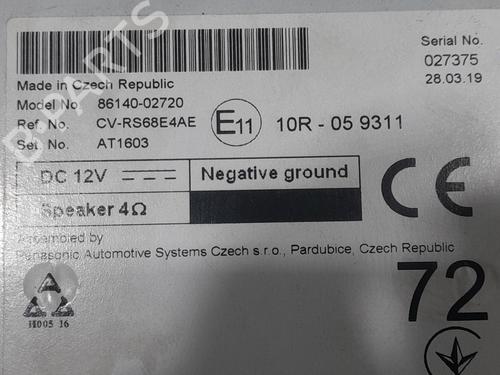 Serial No.
027375
28.03.19
Made in Czech Republic
Model No. 86140-02720
Ref. No. CV-RS68E4AE
Set. No. AT1603
E11 10R - 05 9311
DC 12V Negative ground
Speaker 4Ω
CE
Assembled by
Panasonic Automotive Systems Czech s.r.o., Pardubice, Czech Republic
72
H005 16
B-PARTS